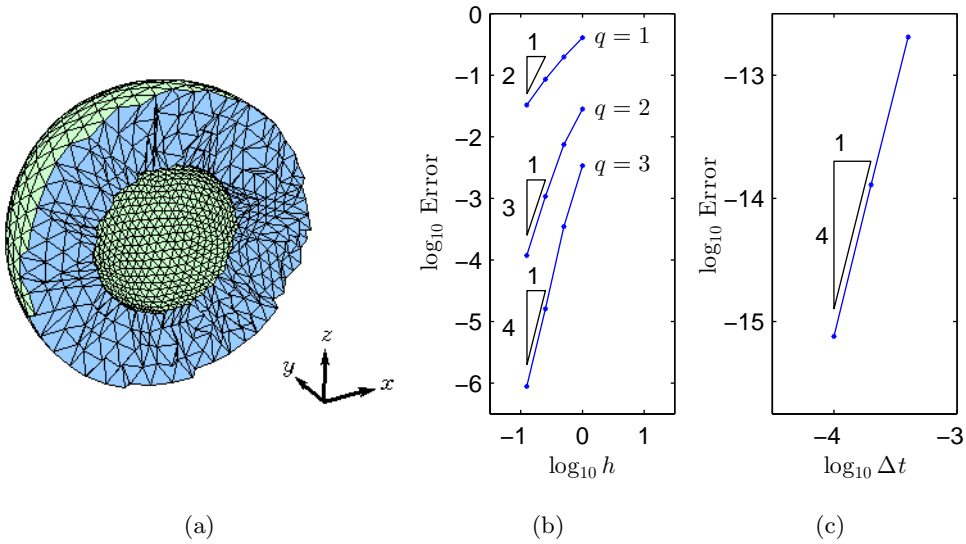 z
y
x
(a)
log₁₀ Error
0
−1
−2
−3
−4
−5
−6
1
2
q = 1
1
3
q = 2
1
4
q = 3
−1
0
1
log₁₀ h
(b)
log₁₀ Error
−13
−14
−15
1
4
−4
−3
log₁₀ Δt
(c)